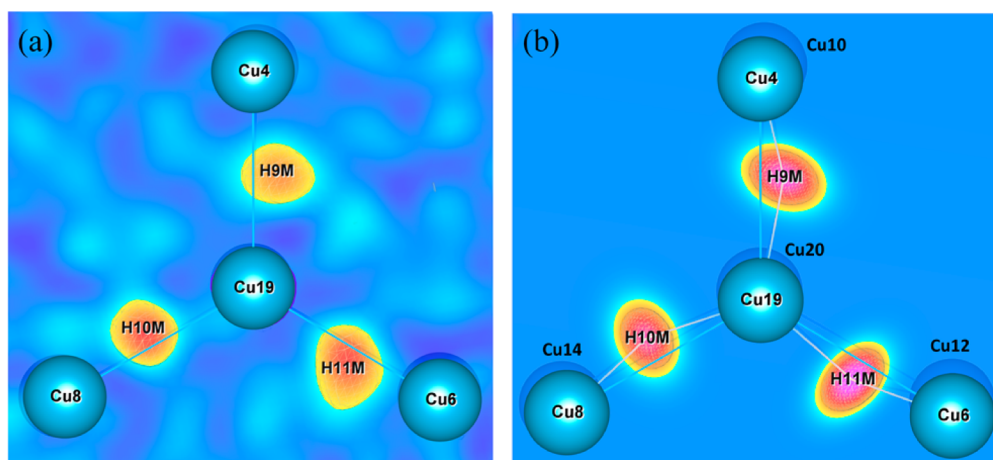 (a)
Cu4
H9M
Cu19
H10M
H11M
Cu8
Cu6
(b)
Cu10
Cu4
H9M
Cu20
Cu19
H10M
Cu14
Cu12
H11M
Cu8
Cu6